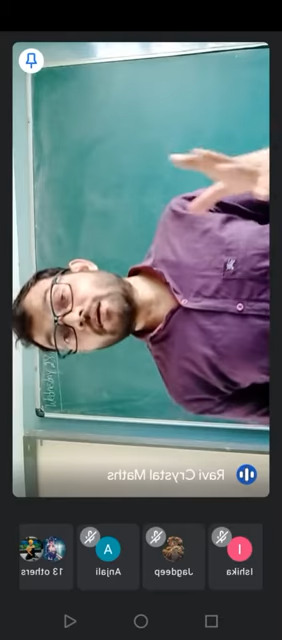 Ravi Crystal Maths
I
Ishika
Jagdeep
A
Anjali
13 others